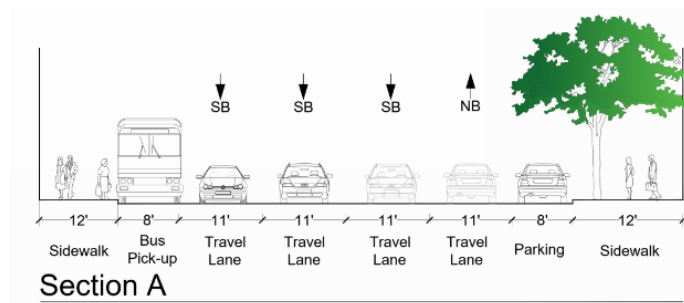 SB SB SB NB
12' 8' 11' 11' 11' 11' 8' 12'
Sidewalk Bus Pick-up Travel Lane Travel Lane Travel Lane Travel Lane Parking Sidewalk
Section A